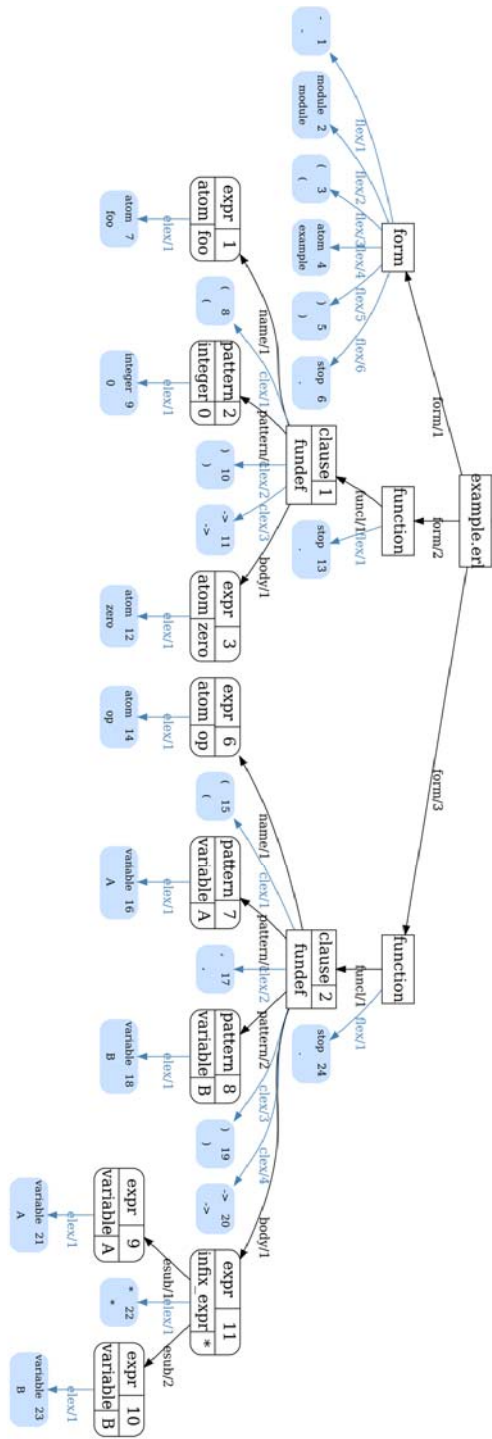 example.erl
form/1
form/2
form/3
form
function
function
flex/1
flex/2
flex/3
flex/4
flex/5
flex/6
funcl/1
flex/1
funcl/1
flex/1
- 1
-
module 2
module
( 3
(
atom 4
example
) 5
)
stop 6
.
clause 1
fundef
stop 13
.
clause 2
fundef
stop 24
.
name/1
clex/1
pattern/1
clex/2
clex/3
body/1
name/1
clex/1
pattern/1
clex/2
pattern/2
clex/3
clex/4
body/1
expr 1
atom foo
( 8
(
pattern 2
integer 0
) 10
)
-> 11
->
expr 3
atom zero
expr 6
atom op
( 15
(
pattern 7
variable A
, 17
,
pattern 8
variable B
) 19
)
-> 20
->
expr 11
infix_expr *
elex/1
elex/1
elex/1
elex/1
elex/1
elex/1
esub/1
elex/1
esub/2
atom 7
foo
integer 9
0
atom 12
zero
atom 14
op
variable 16
A
variable 18
B
expr 9
variable A
* 22
*
expr 10
variable B
elex/1
elex/1
variable 21
A
variable 23
B